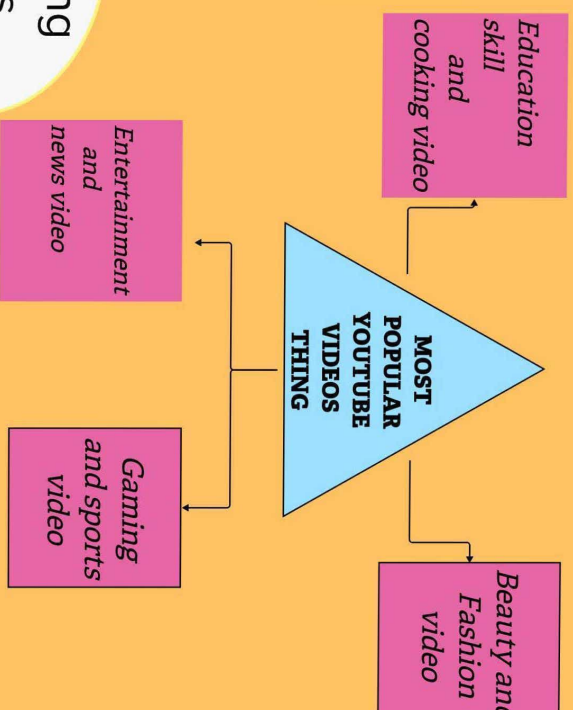 Education
skill
and
cooking video
MOST
POPULAR
YOUTUBE
VIDEOS
THING
Beauty and
Fashion
video
Entertainment
and
news video
Gaming
and sports
video